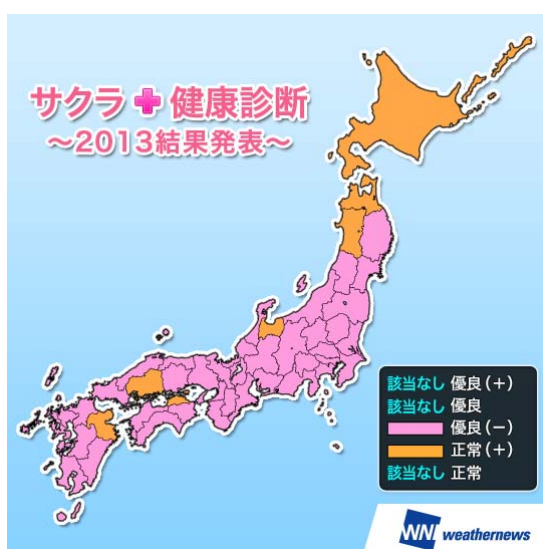 サクラ 健康診断
～2013結果発表～
該当なし 優良(+)
該当なし 優良
優良(-)
正常(+)
該当なし 正常
WNI weathernews